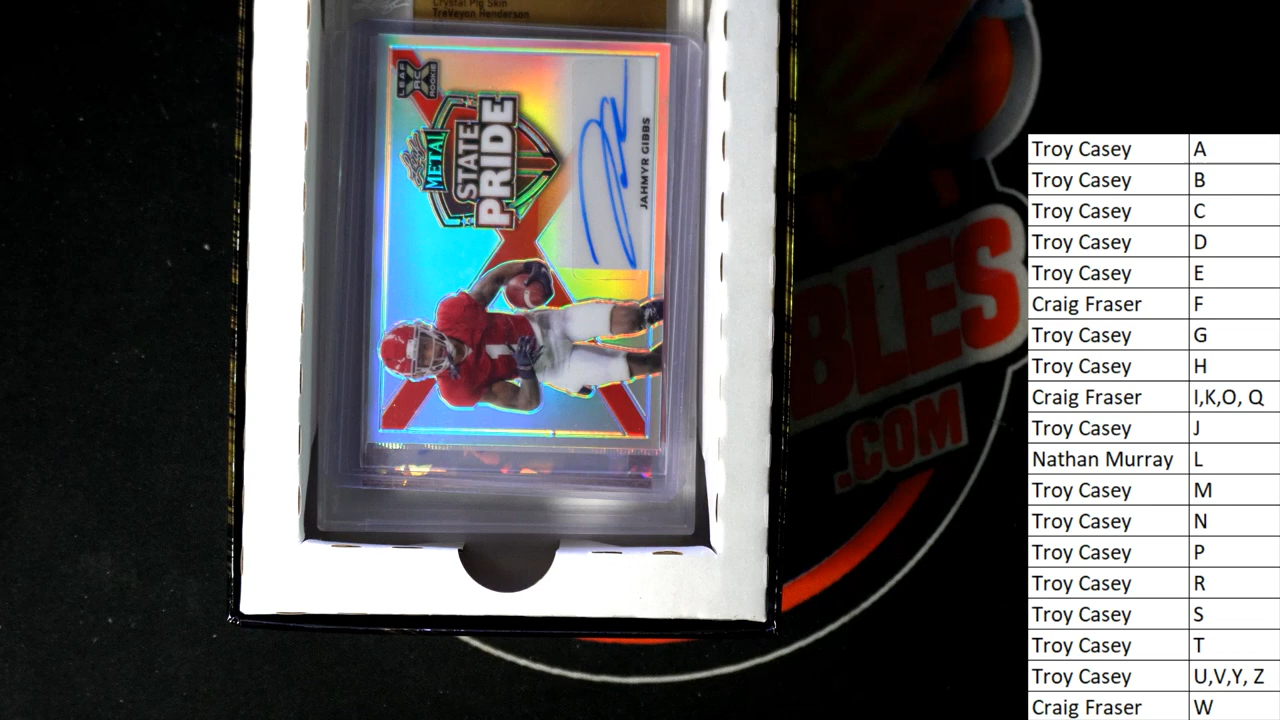 Crystal Pig Skin
TreVeyon Henderson
LEAF
X
RC
ROOKIE
Leaf
METAL
STATE
PRIDE
JAHMYR GIBBS
1
BLES
.COM
Troy Casey A
Troy Casey B
Troy Casey C
Troy Casey D
Troy Casey E
Craig Fraser F
Troy Casey G
Troy Casey H
Craig Fraser I,K,O, Q
Troy Casey J
Nathan Murray L
Troy Casey M
Troy Casey N
Troy Casey P
Troy Casey R
Troy Casey S
Troy Casey T
Troy Casey U,V,Y, Z
Craig Fraser W